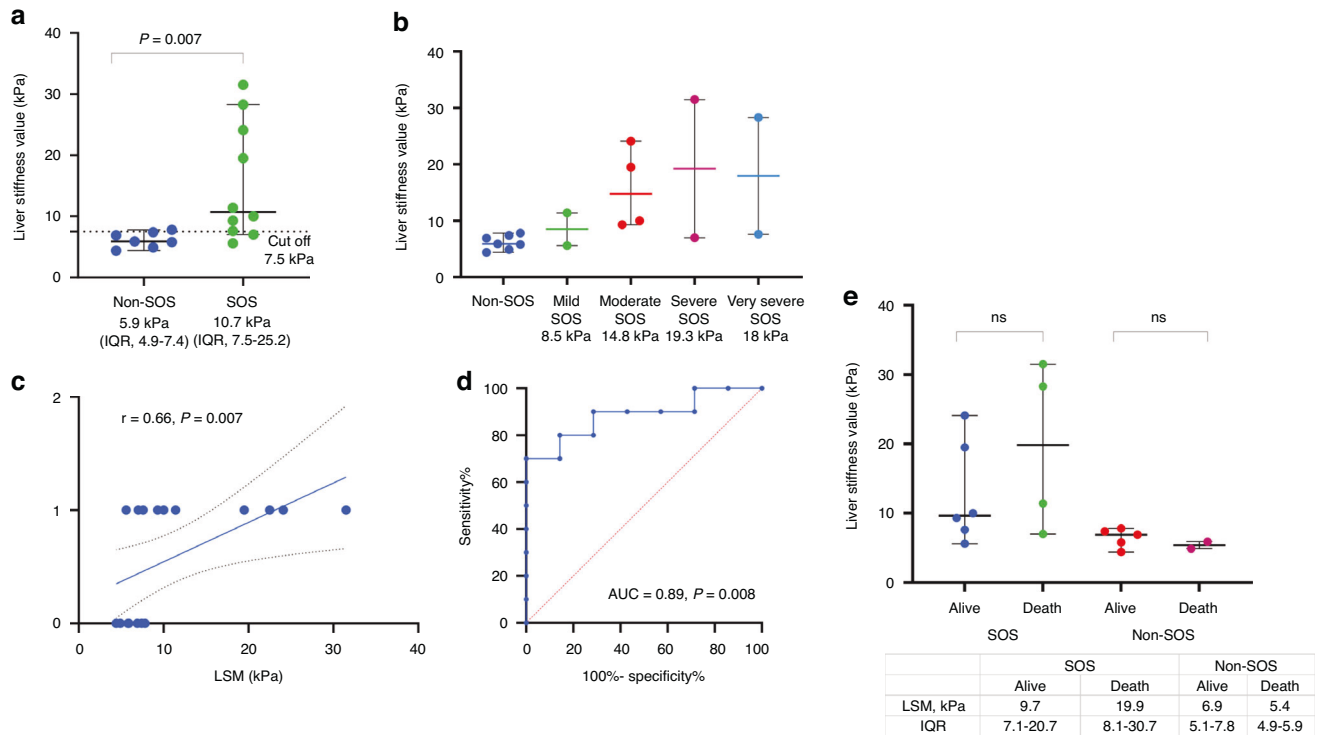 a
P = 0.007
Liver stiffness value (kPa)
40
30
20
10
0
Cut off
7.5 kPa
Non-SOS
SOS
5.9 kPa
10.7 kPa
(IQR, 4.9-7.4)
(IQR, 7.5-25.2)
b
Liver stiffness value (kPa)
40
30
20
10
0
Non-SOS
Mild
SOS
8.5 kPa
Moderate
SOS
14.8 kPa
Severe
SOS
19.3 kPa
Very severe
SOS
18 kPa
c
r = 0.66, P = 0.007
2
1
0
0
10
20
30
40
LSM (kPa)
d
Sensitivity%
100
80
60
40
20
0
AUC = 0.89, P = 0.008
0
20
40
60
80
100
100%- specificity%
e
ns
ns
Liver stiffness value (kPa)
40
30
20
10
0
Alive
Death
Alive
Death
SOS
Non-SOS
SOS Non-SOS
Alive Death Alive Death
LSM, kPa 9.7 19.9 6.9 5.4
IQR 7.1-20.7 8.1-30.7 5.1-7.8 4.9-5.9